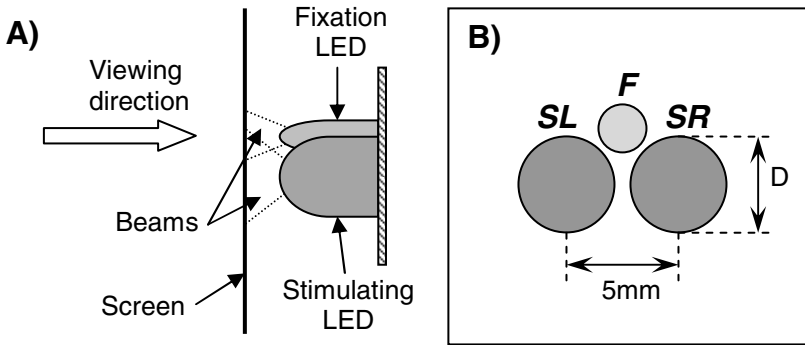 A)
Viewing
direction
Fixation
LED
Beams
Screen
Stimulating
LED
B)
F
SL
SR
D
5mm